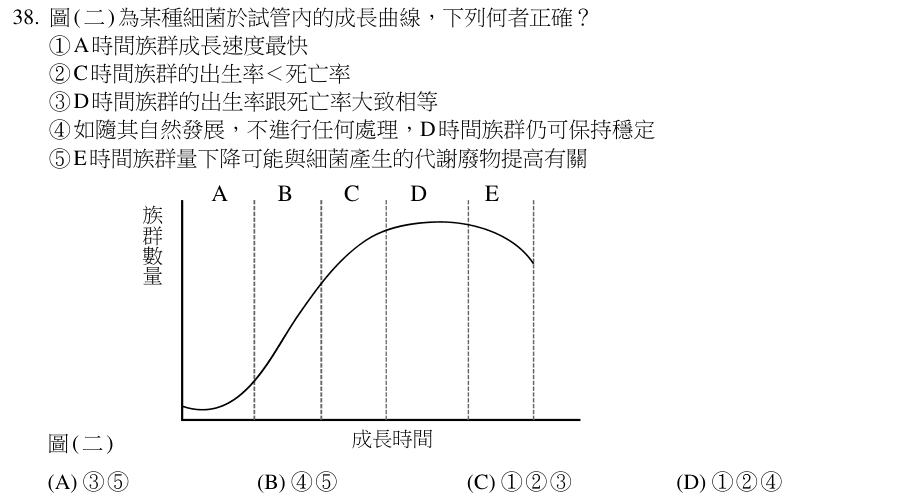 38. 圖(二)為某種細菌於試管內的成長曲線，下列何者正確？
①A時間族群成長速度最快
②C時間族群的出生率＜死亡率
③D時間族群的出生率跟死亡率大致相等
④如隨其自然發展，不進行任何處理，D時間族群仍可保持穩定
⑤E時間族群量下降可能與細菌產生的代謝廢物提高有關
A B C D E
族群數量
成長時間
圖(二)
(A) ③⑤ (B) ④⑤ (C) ①②③ (D) ①②④